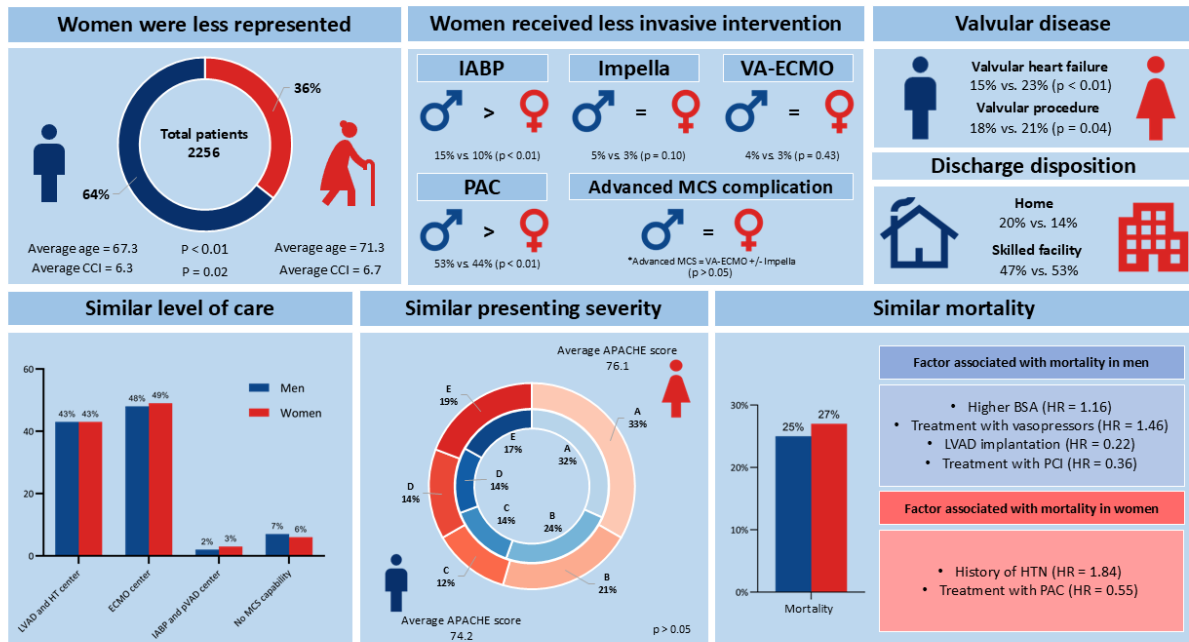 Women were less represented
36%
Total patients
2256
64%
Average age = 67.3
P < 0.01
Average age = 71.3
Average CCI = 6.3
P = 0.02
Average CCI = 6.7
Women received less invasive intervention
IABP
Impella
VA-ECMO
>
=
=
15% vs. 10% (p < 0.01)
5% vs. 3% (p = 0.10)
4% vs. 3% (p = 0.43)
PAC
Advanced MCS complication
>
=
53% vs. 44% (p < 0.01)
*Advanced MCS = VA-ECMO +/- Impella
(p > 0.05)
Valvular disease
Valvular heart failure
15% vs. 23% (p < 0.01)
Valvular procedure
18% vs. 21% (p = 0.04)
Discharge disposition
Home
20% vs. 14%
Skilled facility
47% vs. 53%
Similar level of care
60
40
20
0
43%
43%
48%
49%
2%
3%
7%
6%
Men
Women
LVAD and HT center
ECMO center
IABP and pVAD center
No MCS capability
Similar presenting severity
Average APACHE score
76.1
E
19%
A
33%
E
17%
A
32%
D
14%
D
14%
C
14%
B
24%
C
12%
B
21%
Average APACHE score
74.2
p > 0.05
Similar mortality
30%
20%
10%
0%
25%
27%
Mortality
Factor associated with mortality in men
• Higher BSA (HR = 1.16)
• Treatment with vasopressors (HR = 1.46)
• LVAD implantation (HR = 0.22)
• Treatment with PCI (HR = 0.36)
Factor associated with mortality in women
• History of HTN (HR = 1.84)
• Treatment with PAC (HR = 0.55)